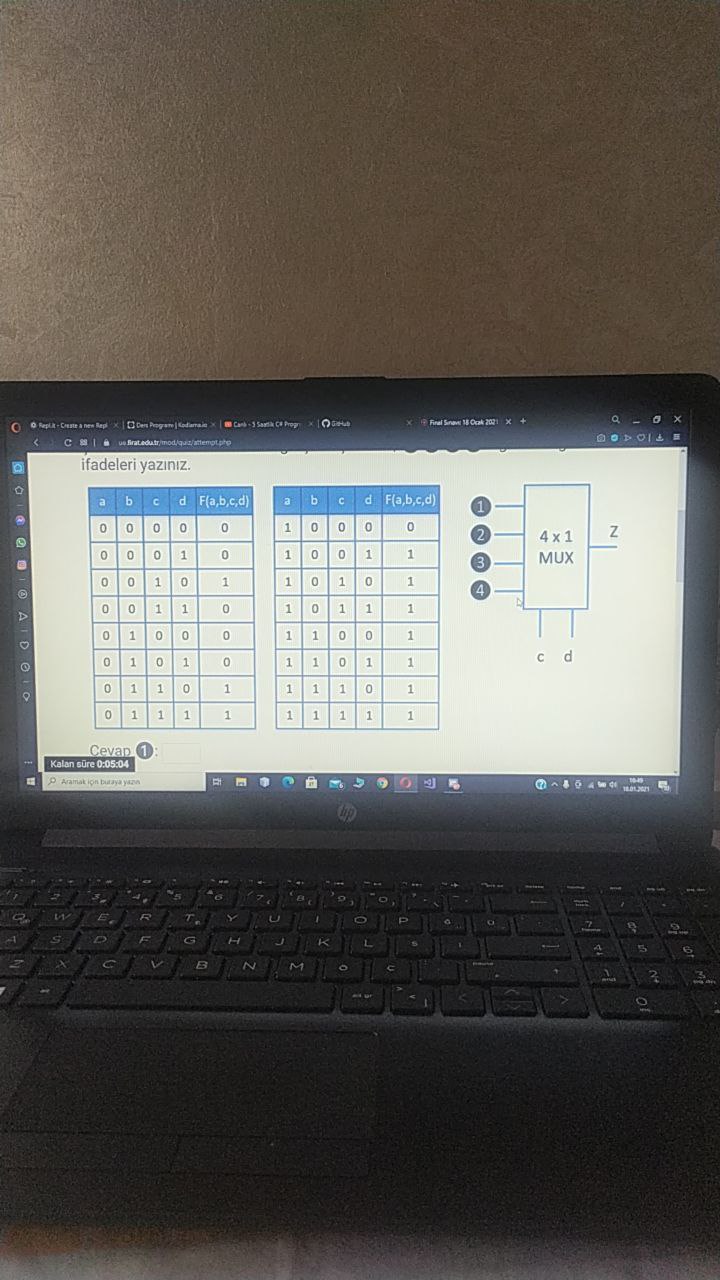 Repl.it - Create a new Repl
Ders Programı | Kodlama.io
Canlı - 5 Saatlik C# Progr
GitHub
Final Sınavı: 18 Ocak 2021
uo.firat.edu.tr/mod/quiz/attempt.php
ifadeleri yazınız.
a b c d F(a,b,c,d)
0 0 0 0 0
0 0 0 1 0
0 0 1 0 1
0 0 1 1 0
0 1 0 0 0
0 1 0 1 0
0 1 1 0 1
0 1 1 1 1
a b c d F(a,b,c,d)
1 0 0 0 0
1 0 0 1 1
1 0 1 0 1
1 0 1 1 1
1 1 0 0 1
1 1 0 1 1
1 1 1 0 1
1 1 1 1 1
1
2
3
4
4 x 1
MUX
Z
c d
Cevap 1:
Kalan süre 0:05:04
Aramak için buraya yazın
16:49
18.01.2021
hp
Q W E R T Y U I O P
A S D F G H J K L
Z X C V B N M
alt gr